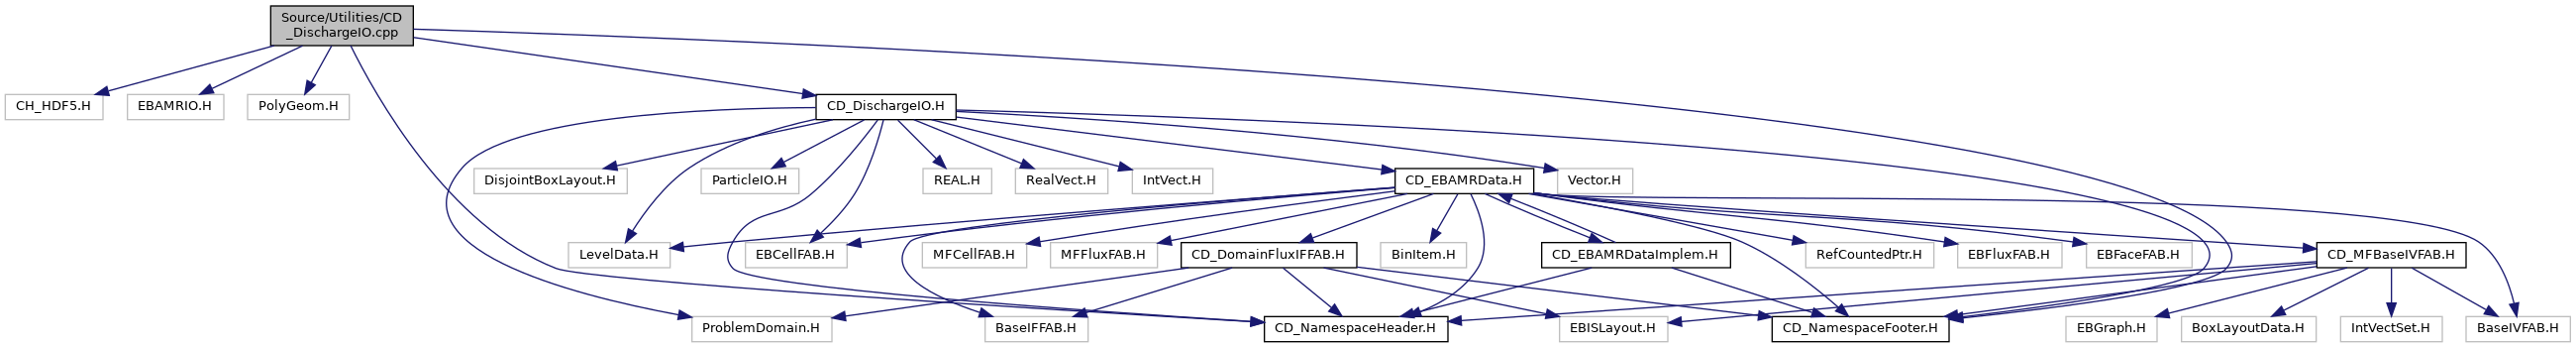 Source/Utilities/CD
_DischargeIO.cpp
CH_HDF5.H
EBAMRIO.H
PolyGeom.H
CD_DischargeIO.H
DisjointBoxLayout.H
ParticleIO.H
REAL.H
RealVect.H
IntVect.H
CD_EBAMRData.H
Vector.H
LevelData.H
EBCellFAB.H
MFCellFAB.H
MFFluxFAB.H
CD_DomainFluxIFFAB.H
BinItem.H
CD_EBAMRDataImplem.H
RefCountedPtr.H
EBFluxFAB.H
EBFaceFAB.H
CD_MFBaseIVFAB.H
ProblemDomain.H
BaseIFFAB.H
CD_NamespaceHeader.H
EBISLayout.H
CD_NamespaceFooter.H
EBGraph.H
BoxLayoutData.H
IntVectSet.H
BaseIVFAB.H